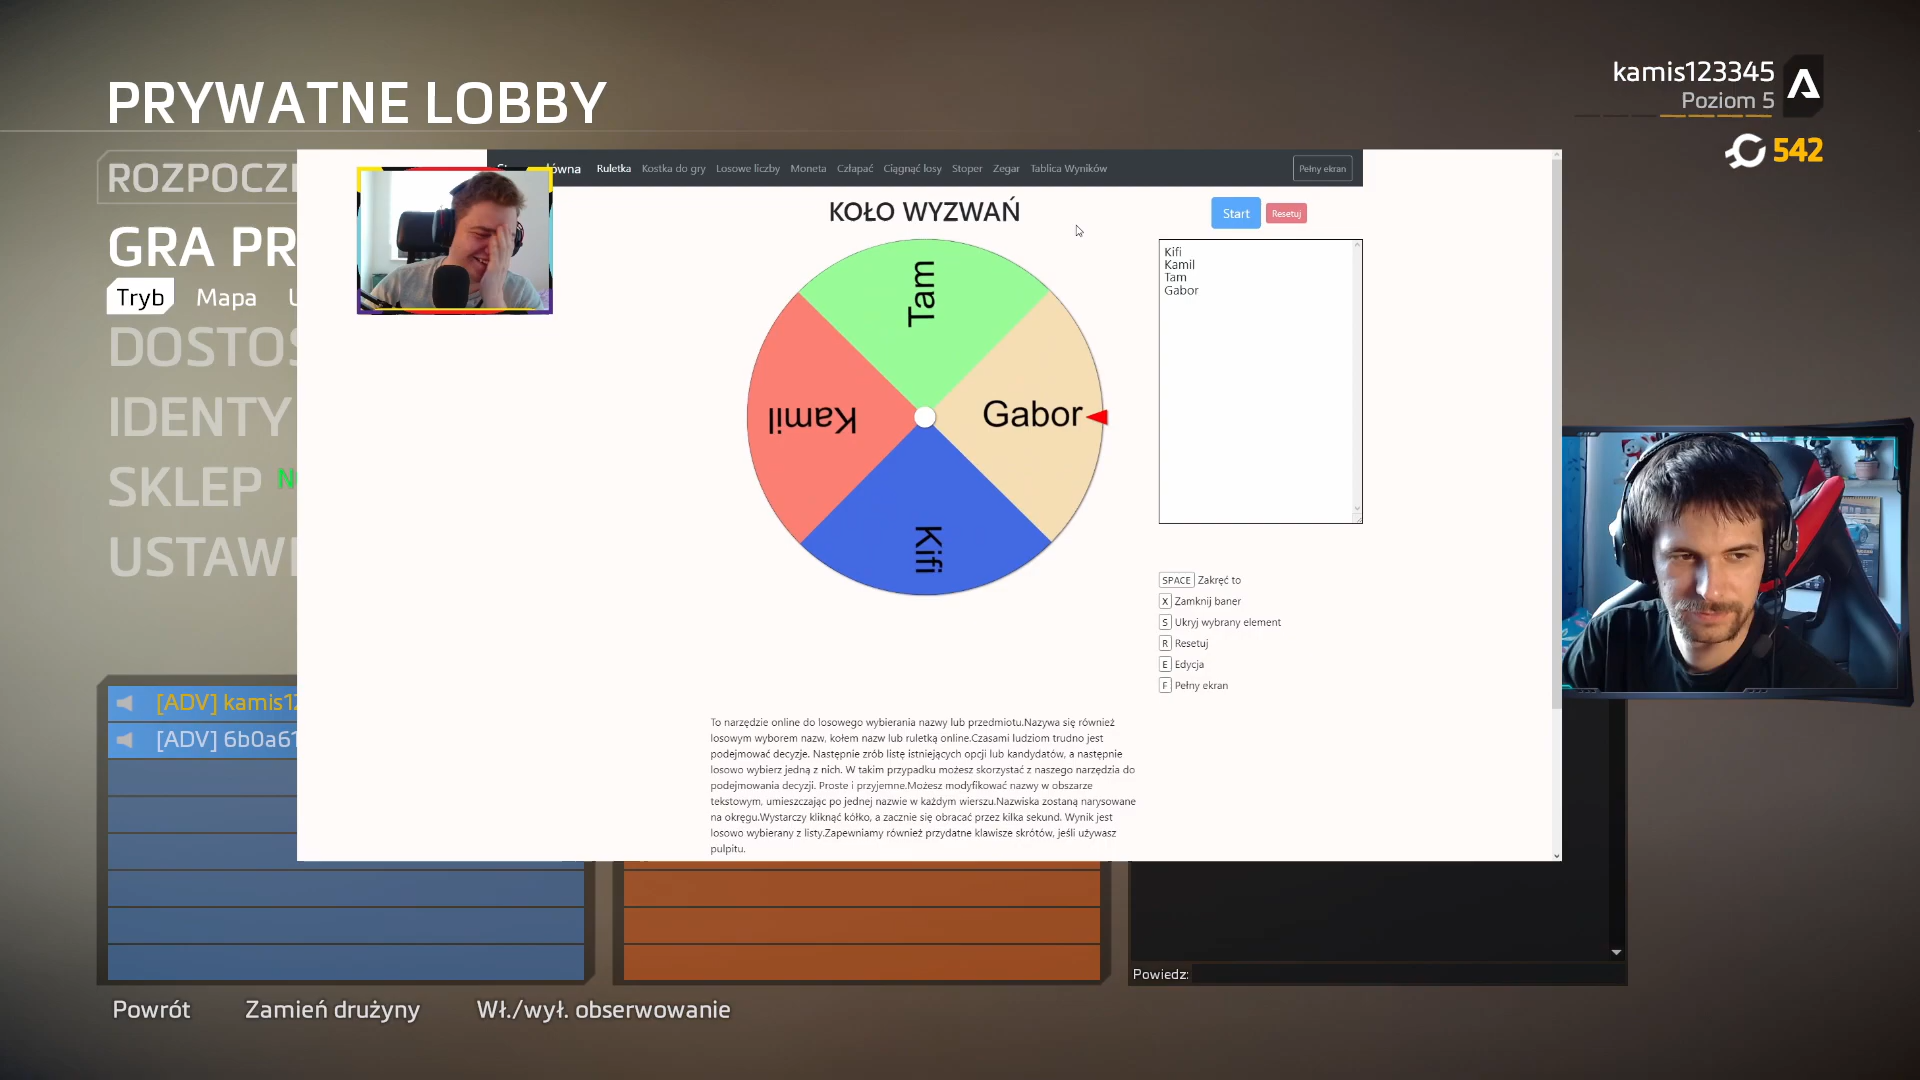 PRYWATNE LOBBY
kamis123345
Poziom 5
542
ROZPOCZ
GRA PR
Tryb Mapa
DOSTOS
IDENTY
SKLEP
USTAWI
Ruletka Kostka do gry Losowe liczby Moneta Człapać Ciągnąć losy Stoper Zegar Tablica Wyników
Pełny ekran
KOŁO WYZWAŃ
Start Resetuj
Tam
Gabor
Kamil
Kifi
Kifi
Kamil
Tam
Gabor
SPACE Zakręć to
X Zamknij baner
S Ukryj wybrany element
R Resetuj
E Edycja
F Pełny ekran
To narzędzie online do losowego wybierania nazwy lub przedmiotu.Nazywa się również
losowym wyborem nazw, kołem nazw lub ruletką online.Czasami ludziom trudno jest
podejmować decyzje. Następnie zrób listę istniejących opcji lub kandydatów, a następnie
losowo wybierz jedną z nich. W takim przypadku możesz skorzystać z naszego narzędzia do
podejmowania decyzji. Proste i przyjemne.Możesz modyfikować nazwy w obszarze
tekstowym, umieszczając po jednej nazwie w każdym wierszu.Nazwiska zostaną narysowane
na okręgu.Wystarczy kliknąć kółko, a zacznie się obracać przez kilka sekund. Wynik jest
losowo wybierany z listy.Zapewniamy również przydatne klawisze skrótów, jeśli używasz
pulpitu.
[ADV] kamis12
[ADV] 6b0a61
Powiedz:
Powrót Zamień drużyny Wł./wył. obserwowanie